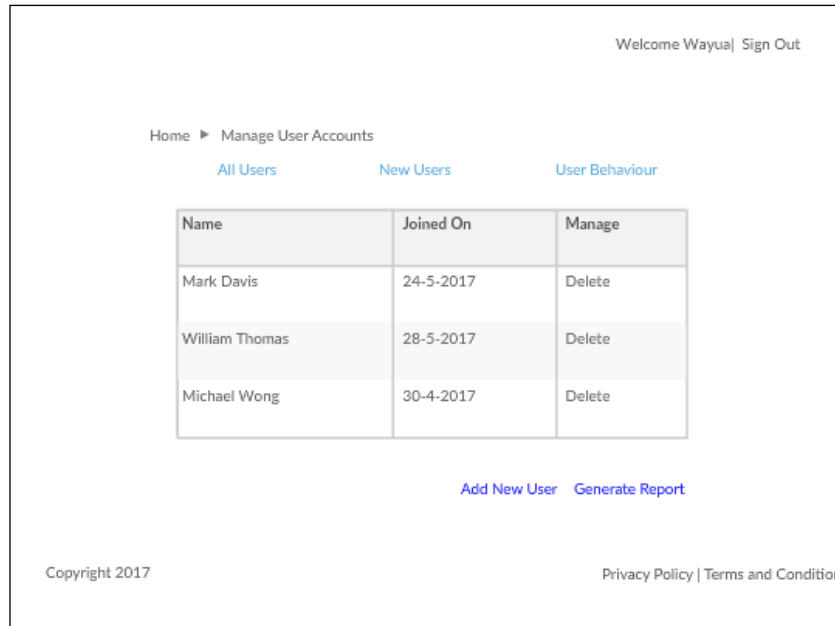 Welcome Wayua| Sign Out
Home ► Manage User Accounts
All Users New Users User Behaviour
Name Joined On Manage
Mark Davis 24-5-2017 Delete
William Thomas 28-5-2017 Delete
Michael Wong 30-4-2017 Delete
Add New User Generate Report
Copyright 2017 Privacy Policy | Terms and Condition